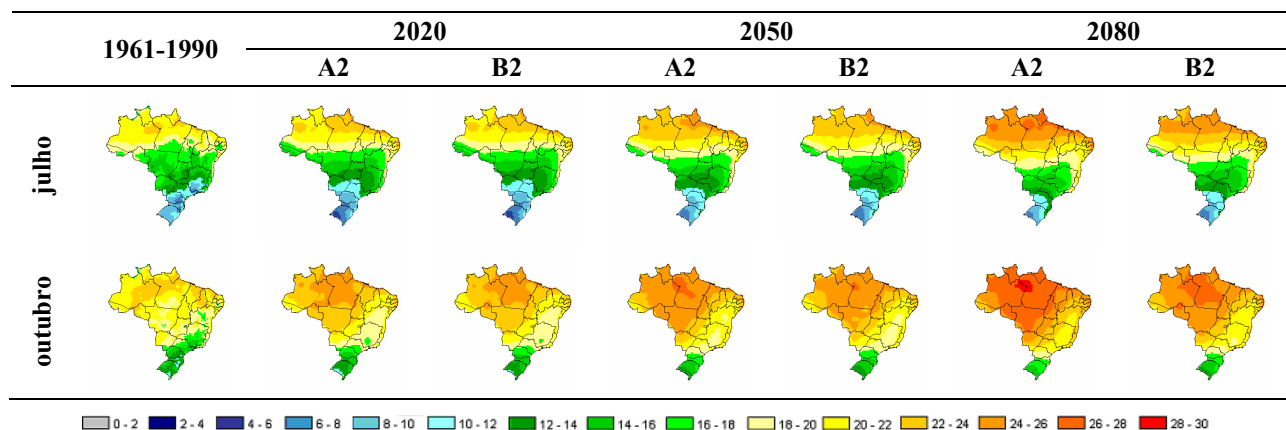 1961-1990 2020 2050 2080
A2 B2 A2 B2 A2 B2
julho
outubro
0 - 2 2 - 4 4 - 6 6 - 8 8 - 10 10 - 12 12 - 14 14 - 16 16 - 18 18 - 20 20 - 22 22 - 24 24 - 26 26 - 28 28 - 30